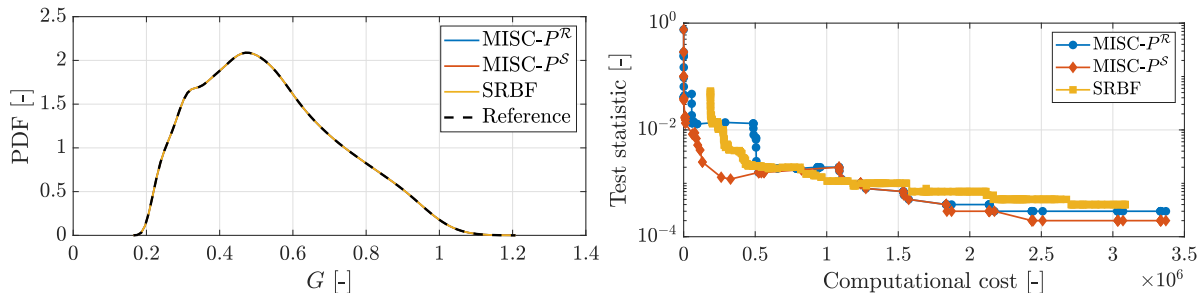 2.5
2
1.5
1
0.5
0
0 0.2 0.4 0.6 0.8 1 1.2 1.4
PDF [-]
G [-]
MISC-P^R
MISC-P^S
SRBF
Reference
10^0
10^-2
10^-4
0 0.5 1 1.5 2 2.5 3 3.5
×10^6
Test statistic [-]
Computational cost [-]
MISC-P^R
MISC-P^S
SRBF